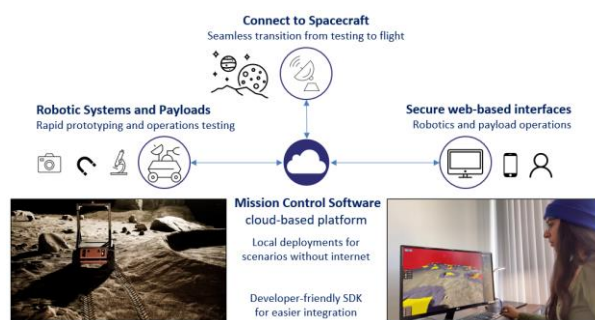 Connect to Spacecraft
Seamless transition from testing to flight
Robotic Systems and Payloads
Rapid prototyping and operations testing
Secure web-based interfaces
Robotics and payload operations
Mission Control Software
cloud-based platform
Local deployments for
scenarios without internet
Developer-friendly SDK
for easier integration